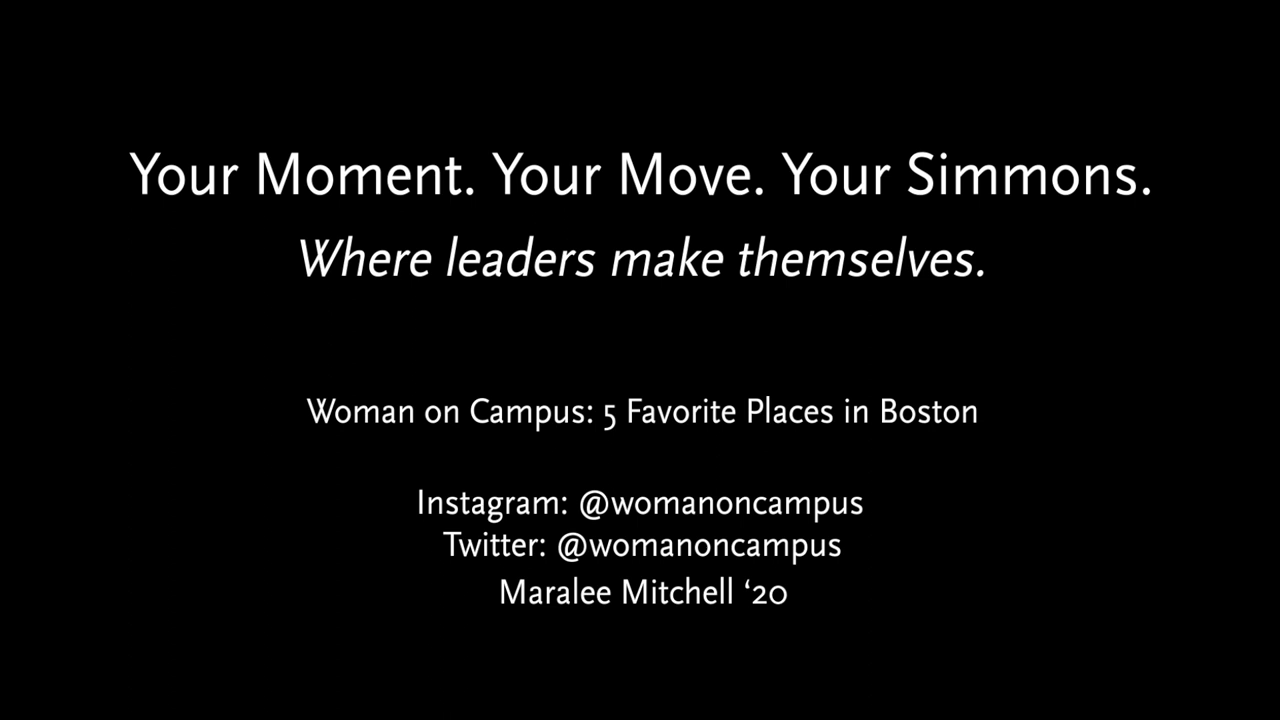 Your Moment. Your Move. Your Simmons.
Where leaders make themselves.
Woman on Campus: 5 Favorite Places in Boston
Instagram: @womanoncampus
Twitter: @womanoncampus
Maralee Mitchell ‘20